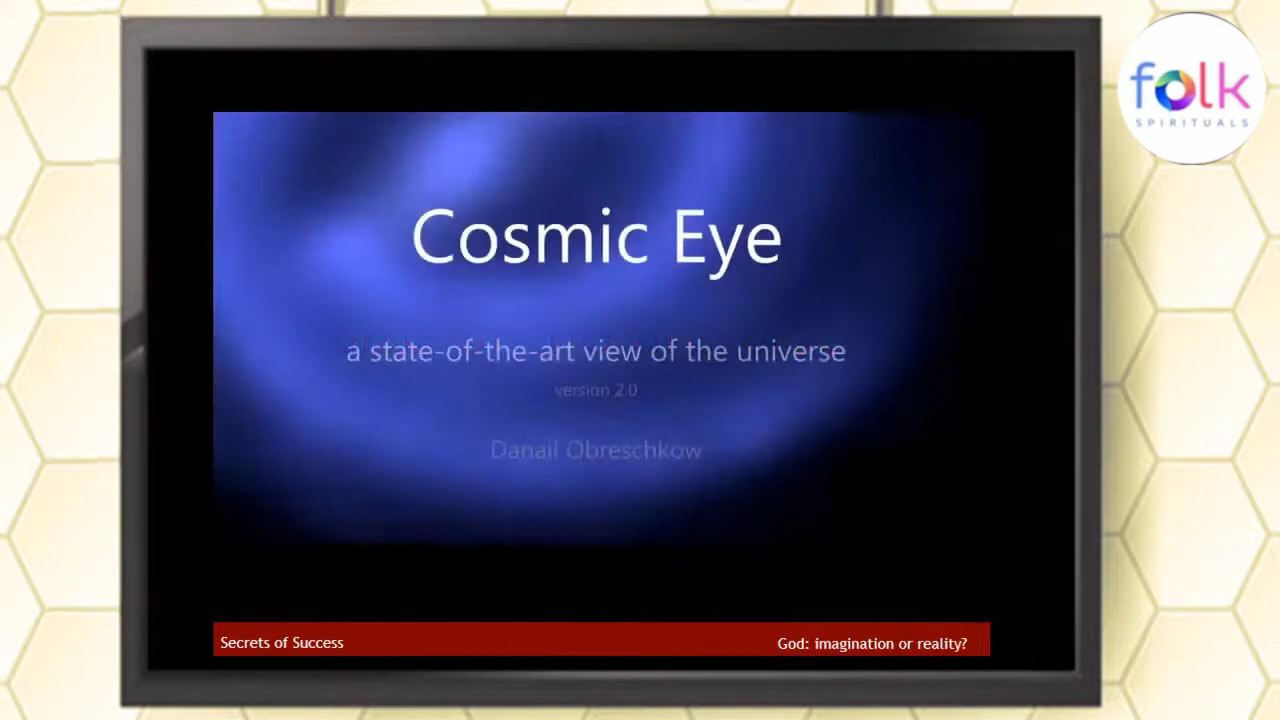 folk
SPIRITUALS
Cosmic Eye
a state-of-the-art view of the universe
version 2.0
Danail Obreschkow
Secrets of Success
God: imagination or reality?